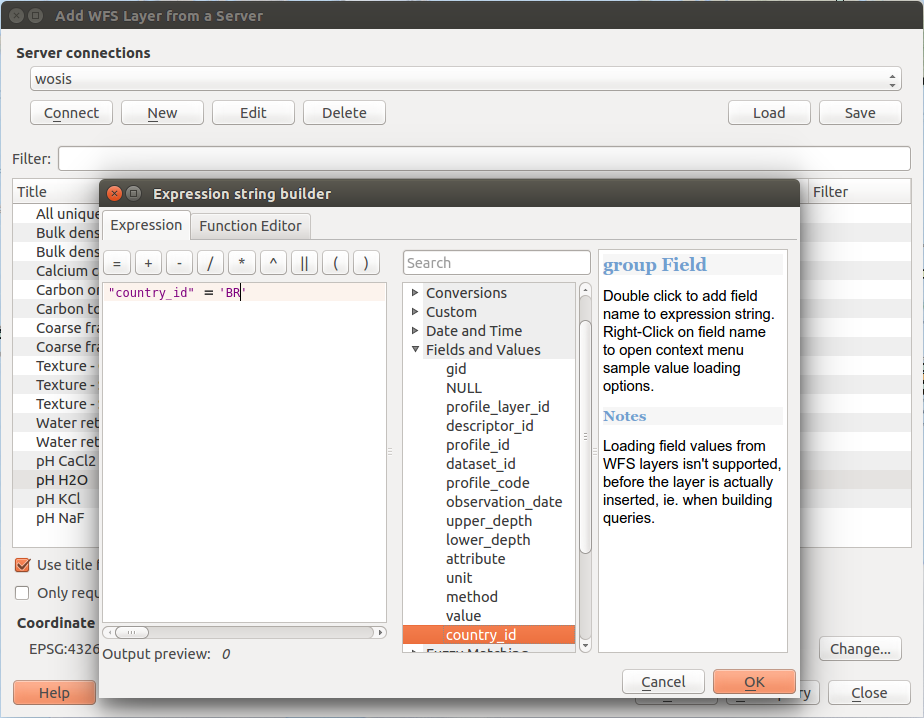 Add WFS Layer from a Server
Server connections
wosis
Connect New Edit Delete Load Save
Filter:
Title Filter
All unique
Bulk dens
Bulk dens
Calcium c
Carbon or
Carbon to
Coarse fra
Coarse fra
Texture -
Texture -
Texture -
Water ret
Water ret
pH CaCl2
pH H2O
pH KCl
pH NaF
Use title
Only requ
Coordinate
EPSG:4326
Change...
Help
Close
Expression string builder
Expression Function Editor
= + - / * ^ || ( )
"country_id" = 'BR'
Output preview: 0
Search
Conversions
Custom
Date and Time
Fields and Values
gid
NULL
profile_layer_id
descriptor_id
profile_id
dataset_id
profile_code
observation_date
upper_depth
lower_depth
attribute
unit
method
value
country_id
Fuzzy Matching
group Field
Double click to add field
name to expression string.
Right-Click on field name
to open context menu
sample value loading
options.
Notes
Loading field values from
WFS layers isn't supported,
before the layer is actually
inserted, ie. when building
queries.
Cancel OK